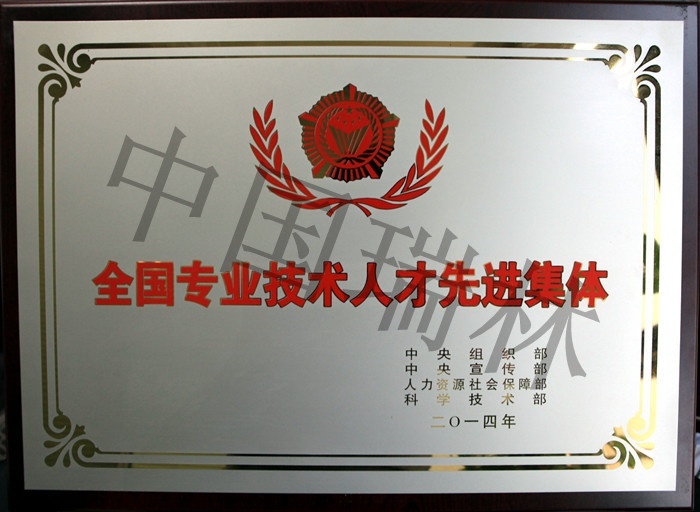 全国专业技术人才先进集体
中央组织部
中央宣传部
人力资源社会保障部
科学技术部
二〇一四年
中国瑞林